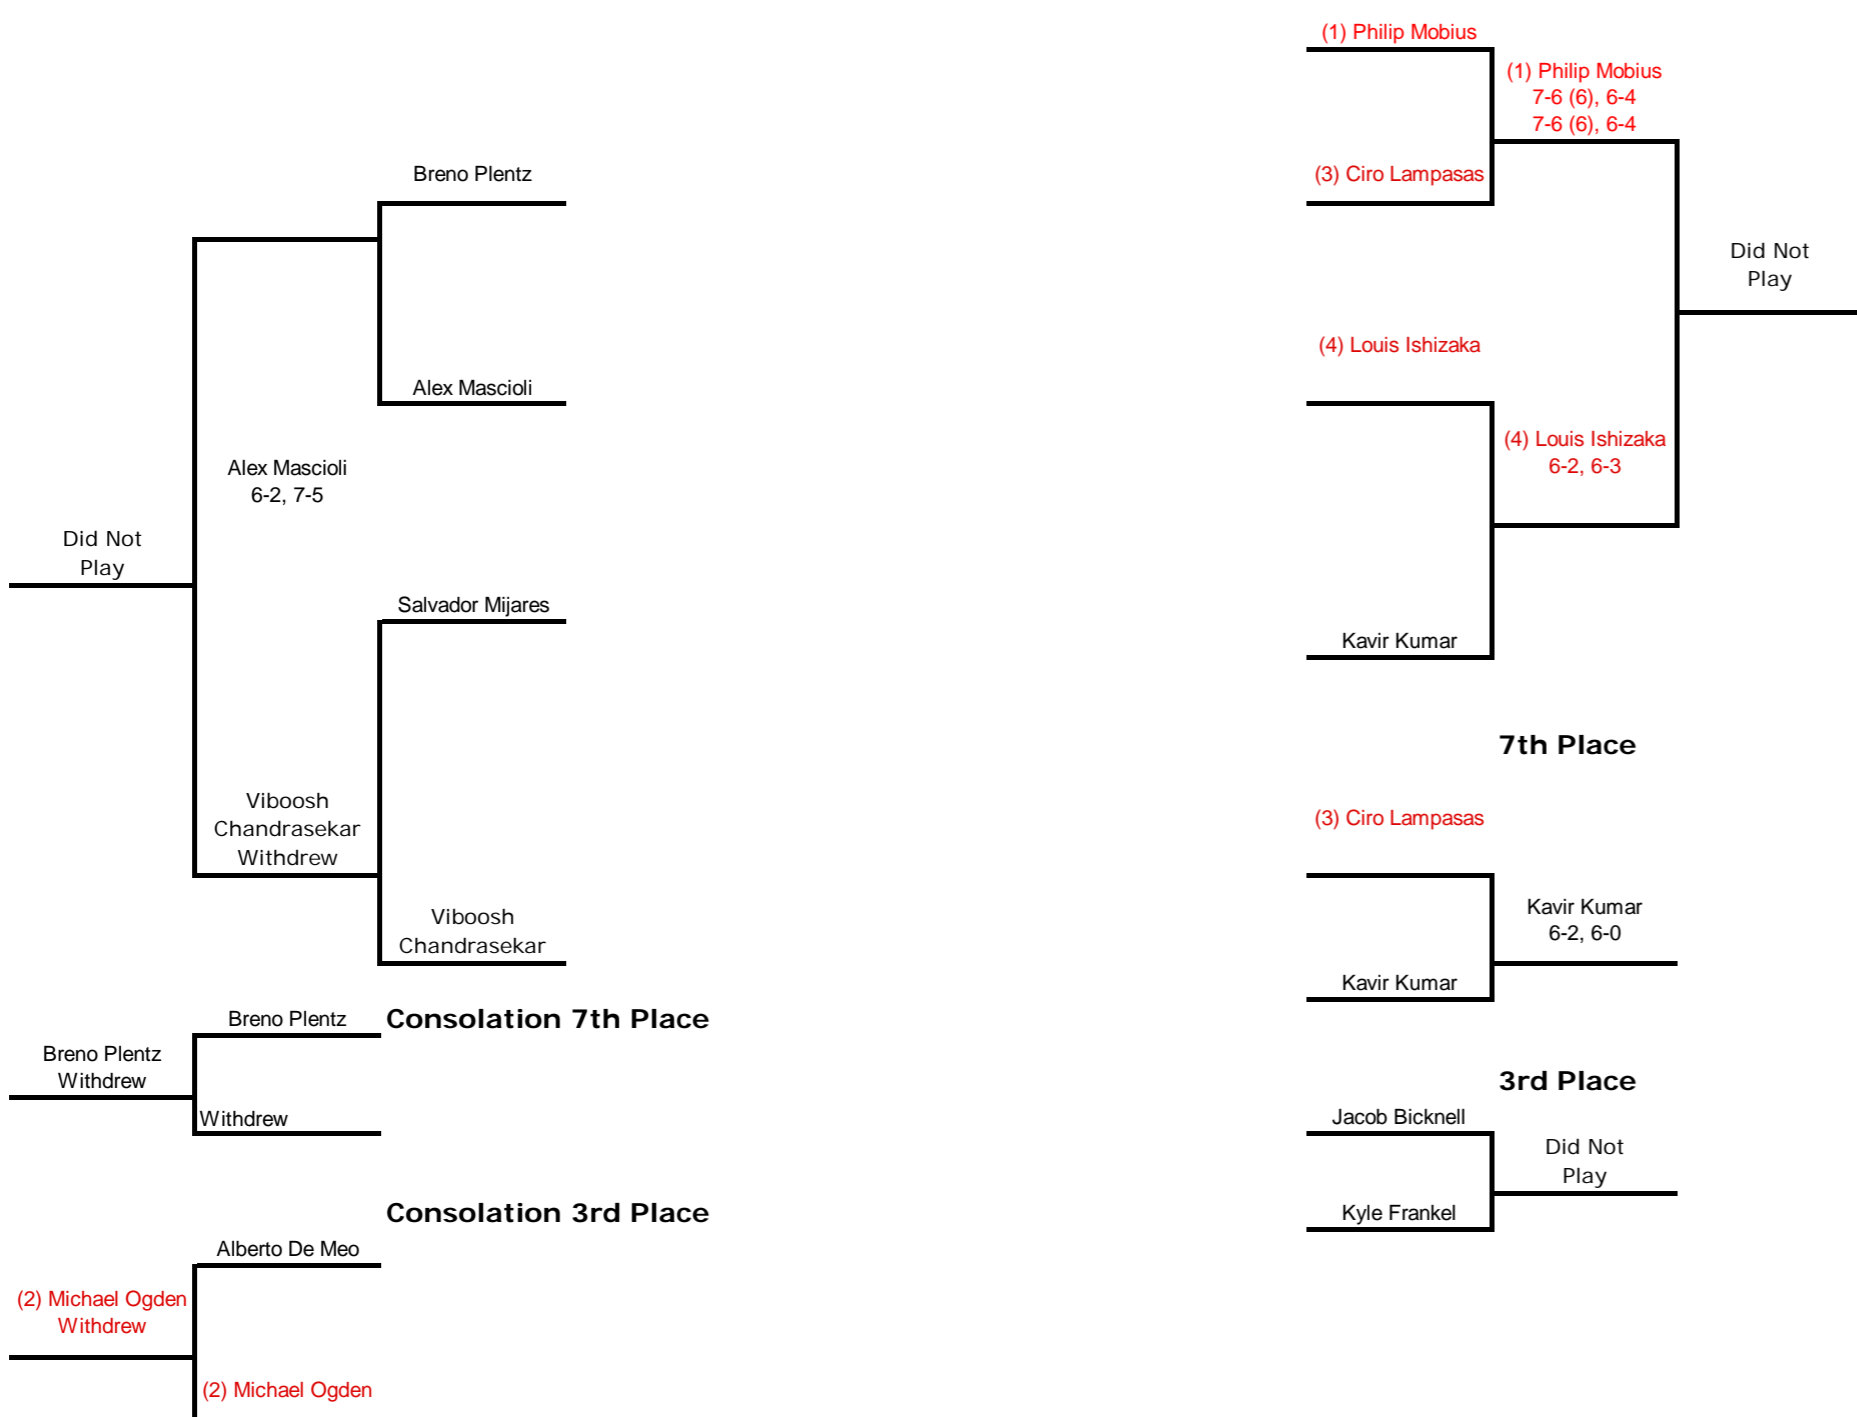 (1) Philip Mobius
(1) Philip Mobius
7-6 (6), 6-4
7-6 (6), 6-4
Breno Plentz
(3) Ciro Lampasas
Did Not
Play
(4) Louis Ishizaka
Alex Mascioli
(4) Louis Ishizaka
6-2, 6-3
Alex Mascioli
6-2, 7-5
Did Not
Play
Salvador Mijares
Kavir Kumar
7th Place
Viboosh
Chandrasekar
Withdrew
(3) Ciro Lampasas
Viboosh
Chandrasekar
Kavir Kumar
6-2, 6-0
Kavir Kumar
Breno Plentz
Consolation 7th Place
Breno Plentz
Withdrew
Withdrew
3rd Place
Jacob Bicknell
Did Not
Play
Kyle Frankel
Consolation 3rd Place
Alberto De Meo
(2) Michael Ogden
Withdrew
(2) Michael Ogden